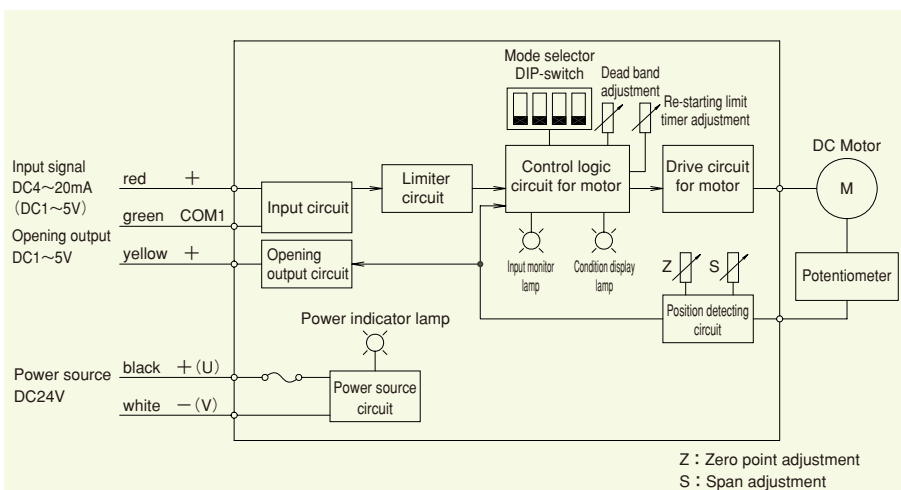 Mode selector
DIP-switch
Dead band
adjustment
Re-starting limit
timer adjustment
DC Motor
Input signal
DC4～20mA
（DC1～5V）
red ＋
green COM1
Input circuit
Limiter
circuit
Control logic
circuit for motor
Drive circuit
for motor
M
Opening output
DC1～5V
yellow ＋
Opening
output circuit
Input monitor
lamp
Condition display
lamp
Z
S
Potentiometer
Position detecting
circuit
Power indicator lamp
Power source
DC24V
black ＋(U)
white －(V)
Power source
circuit
Z：Zero point adjustment
S：Span adjustment